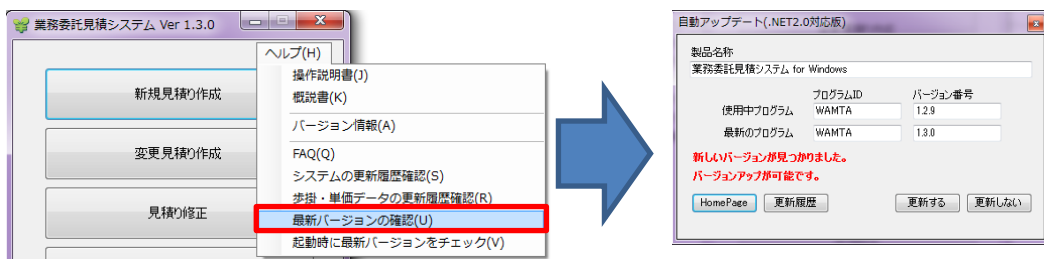 業務委託見積システム Ver 1.3.0
ヘルプ(H)
新規見積り作成
変更見積り作成
見積り修正
操作説明書(J)
概説書(K)
バージョン情報(A)
FAQ(Q)
システムの更新履歴確認(S)
歩掛・単価データの更新履歴確認(R)
最新バージョンの確認(U)
起動時に最新バージョンをチェック(V)
自動アップデート(.NET2.0対応版)
製品名称
業務委託見積システム for Windows
プログラムID バージョン番号
使用中プログラム WAMTA 1.2.9
最新のプログラム WAMTA 1.3.0
新しいバージョンが見つかりました。
バージョンアップが可能です。
HomePage 更新履歴 更新する 更新しない